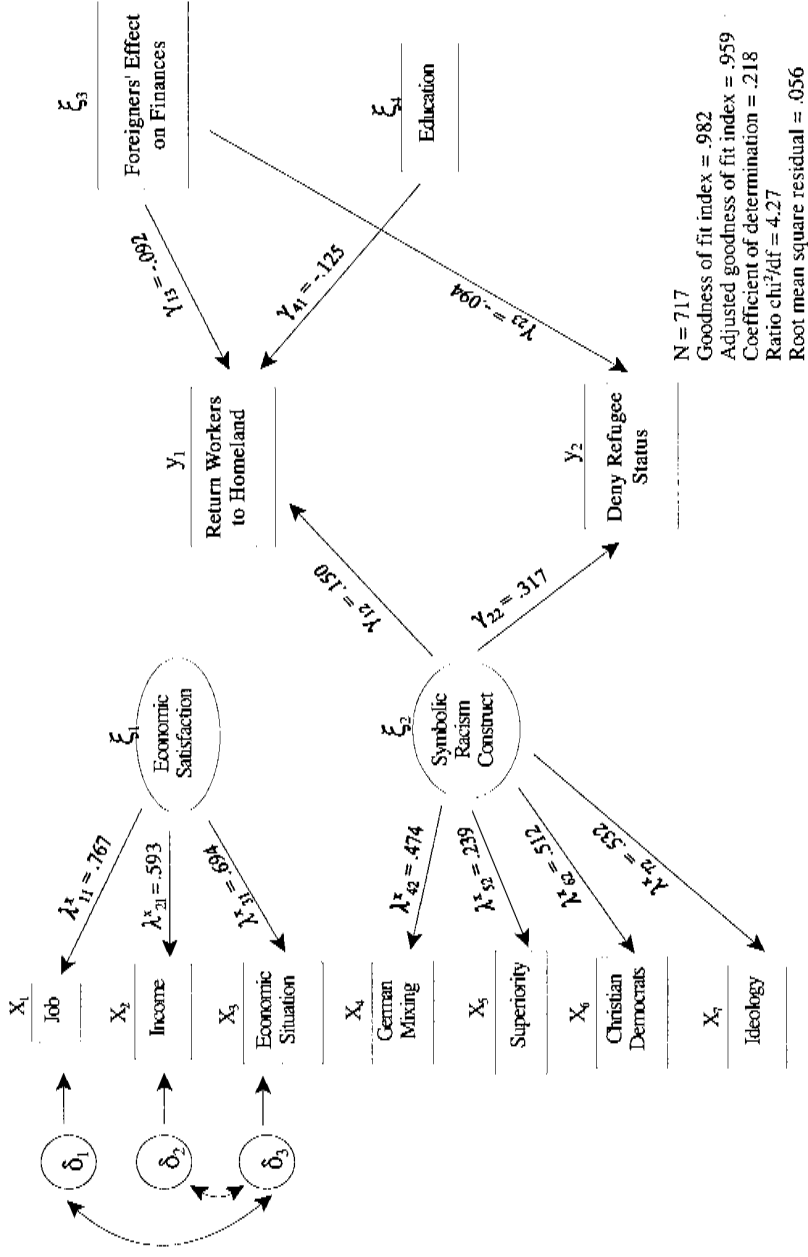 δ₁
δ₂
δ₃
X₁
Job
X₂
Income
X₃
Economic
Situation
X₄
German
Mixing
X₅
Superiority
X₆
Christian
Democrats
X₇
Ideology
λˣ₁₁ = .767
λˣ₂₁ = .593
λˣ₃₁ = .694
λˣ₄₂ = .474
λˣ₅₂ = .239
λˣ₆₂ = .512
λˣ₇₂ = .532
ξ₁
Economic
Satisfaction
ξ₂
Symbolic
Racism
Construct
γ₁₂ = .150
γ₂₂ = .317
y₁
Return Workers
to Homeland
y₂
Deny Refugee
Status
γ₁₃ = -.092
γ₄₁ = -.125
γ₂₃ = -.094
ξ₃
Foreigners' Effect
on Finances
ξ₄
Education
N = 717
Goodness of fit index = .982
Adjusted goodness of fit index = .959
Coefficient of determination = .218
Ratio chi²/df = 4.27
Root mean square residual = .056